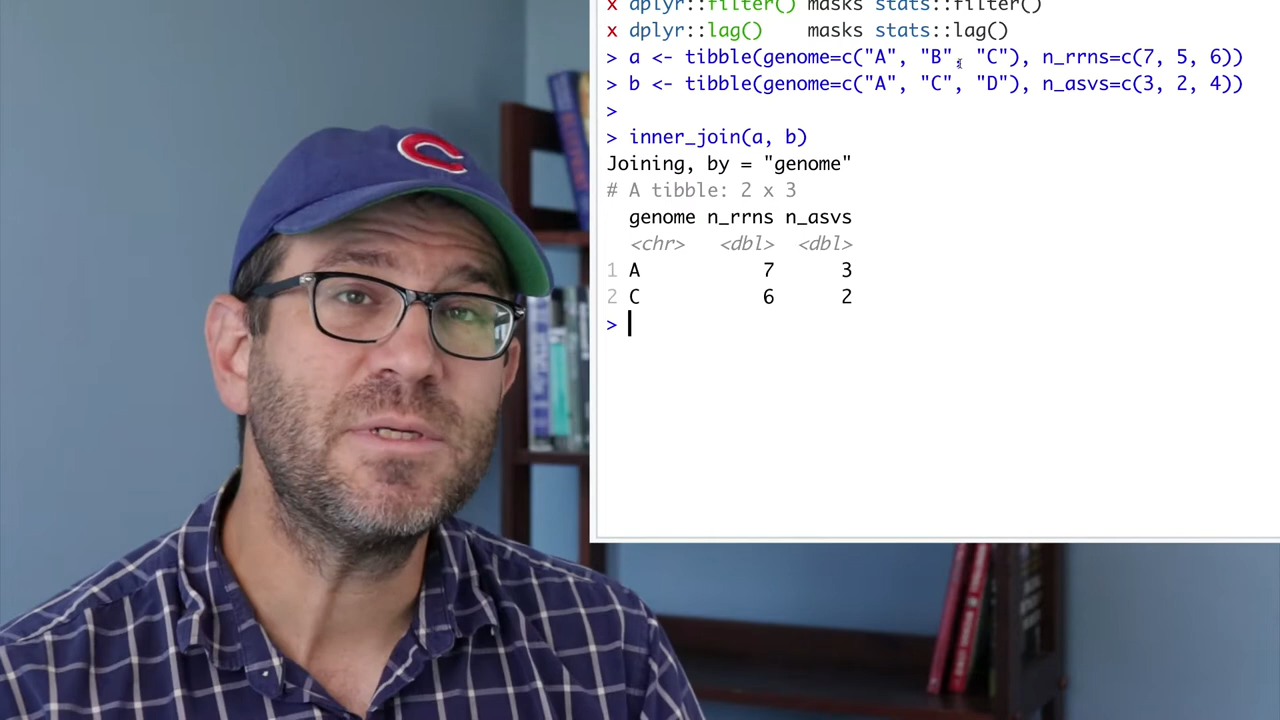 x dplyr::filter() masks stats::filter()
x dplyr::lag()    masks stats::lag()
> a <- tibble(genome=c("A", "B", "C"), n_rrns=c(7, 5, 6))
> b <- tibble(genome=c("A", "C", "D"), n_asvs=c(3, 2, 4))
>
> inner_join(a, b)
Joining, by = "genome"
# A tibble: 2 x 3
  genome n_rrns n_asvs
  <chr>   <dbl>  <dbl>
1 A           7      3
2 C           6      2
>
C